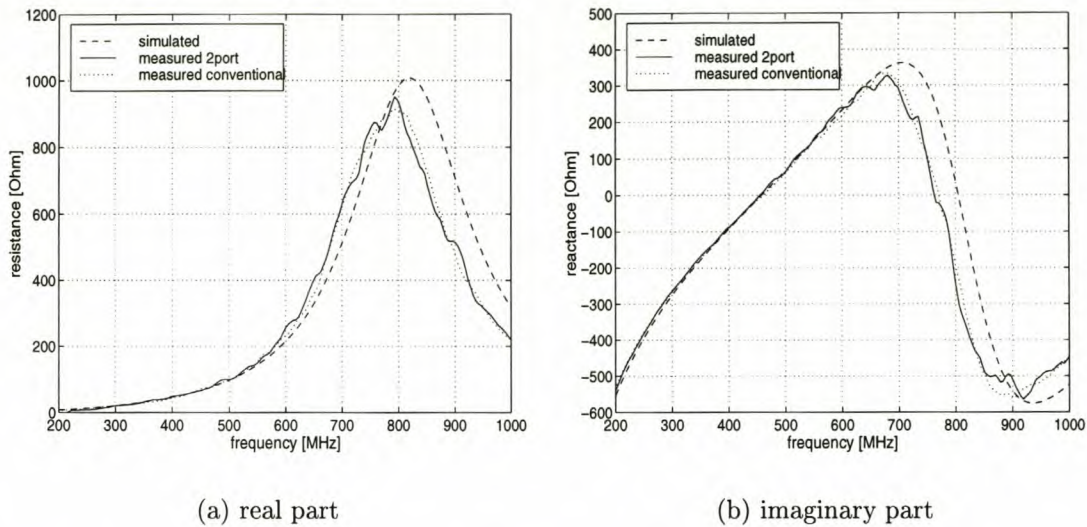 1200
1000
800
600
400
200
0
resistance [Ohm]
simulated
measured 2port
measured conventional
200 300 400 500 600 700 800 900 1000
frequency [MHz]
(a) real part
500
400
300
200
100
0
−100
−200
−300
−400
−500
−600
reactance [Ohm]
simulated
measured 2port
measured conventional
200 300 400 500 600 700 800 900 1000
frequency [MHz]
(b) imaginary part